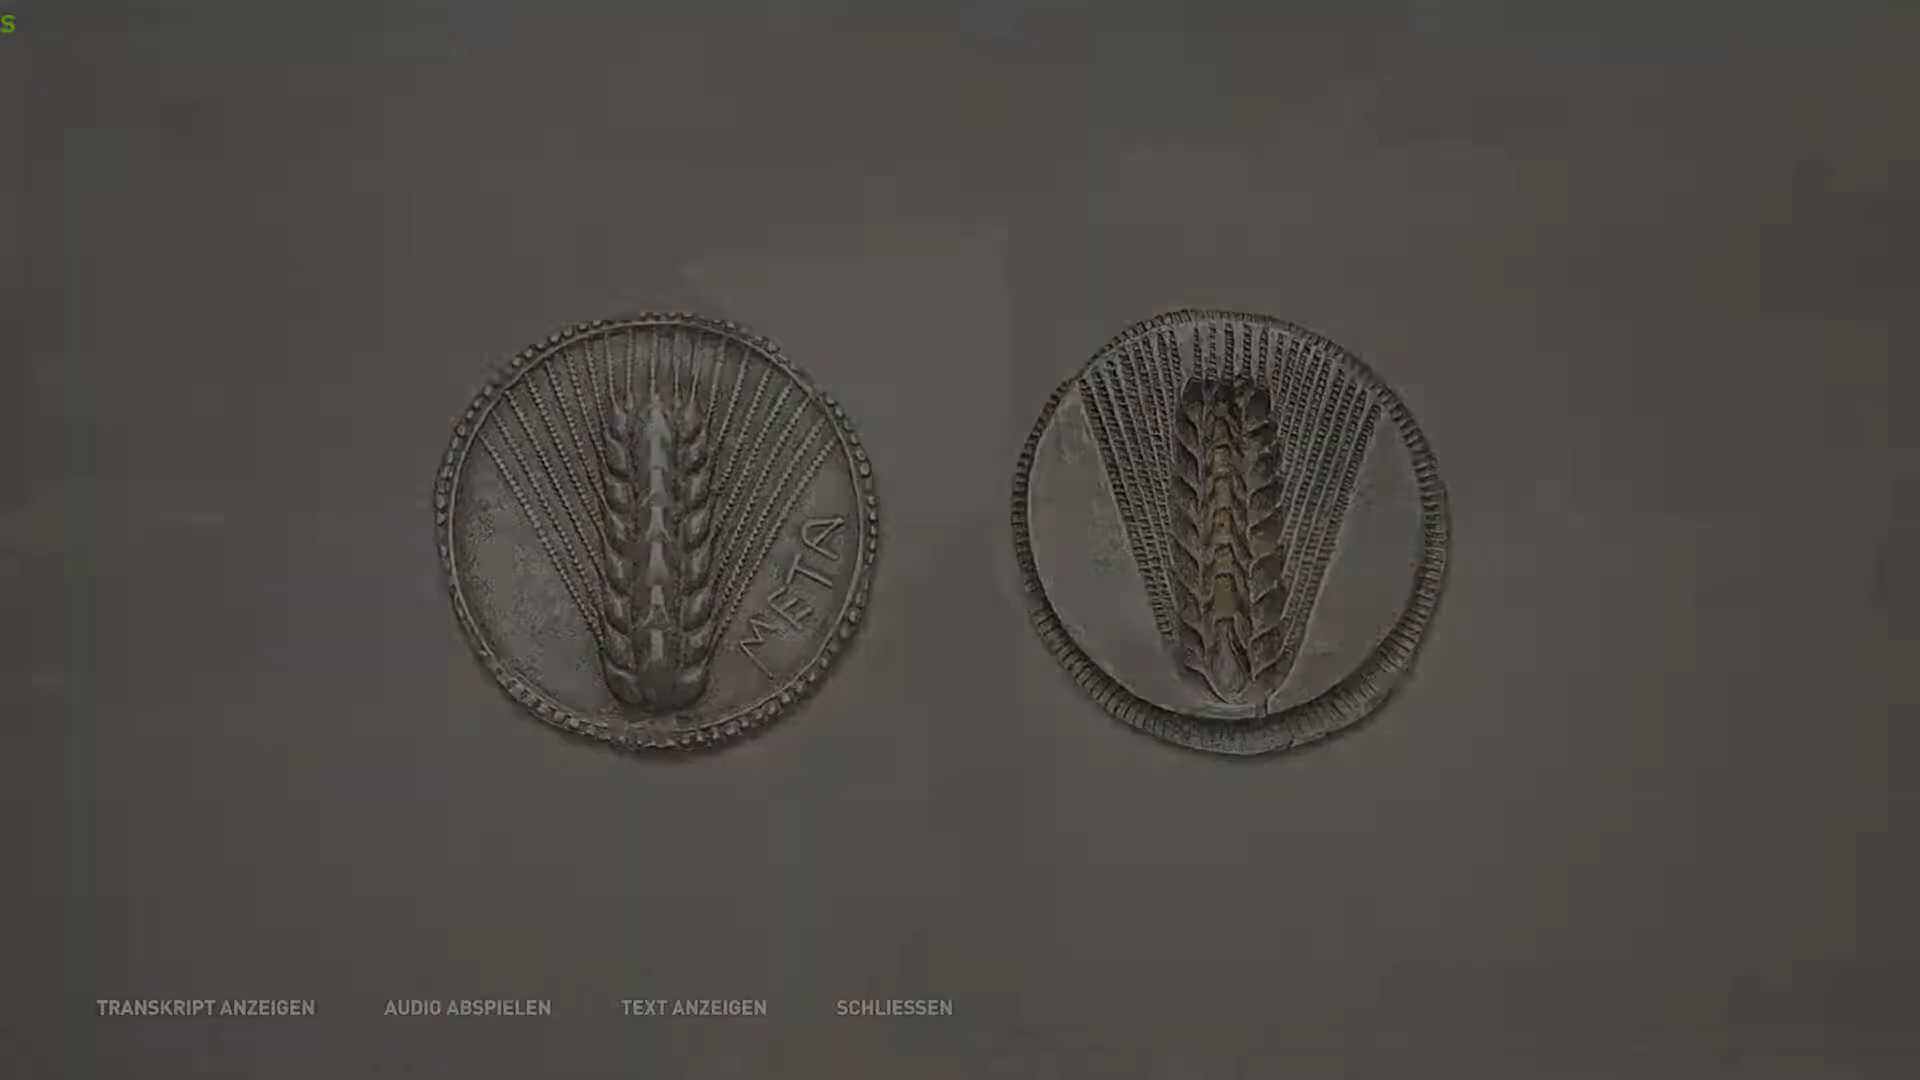 S
META
TRANSKRIPT ANZEIGEN
AUDIO ABSPIELEN
TEXT ANZEIGEN
SCHLIESSEN